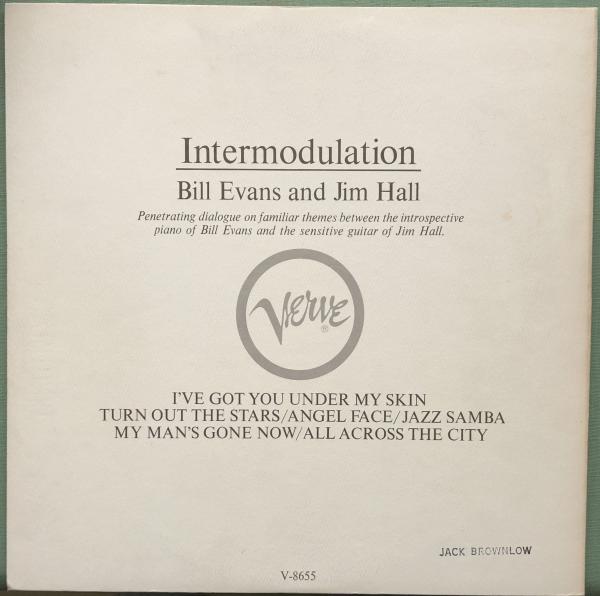 Intermodulation
Bill Evans and Jim Hall
Penetrating dialogue on familiar themes between the introspective
piano of Bill Evans and the sensitive guitar of Jim Hall.
VERVE
®
I'VE GOT YOU UNDER MY SKIN
TURN OUT THE STARS/ANGEL FACE/JAZZ SAMBA
MY MAN'S GONE NOW/ALL ACROSS THE CITY
JACK BROWNLOW
V-8655